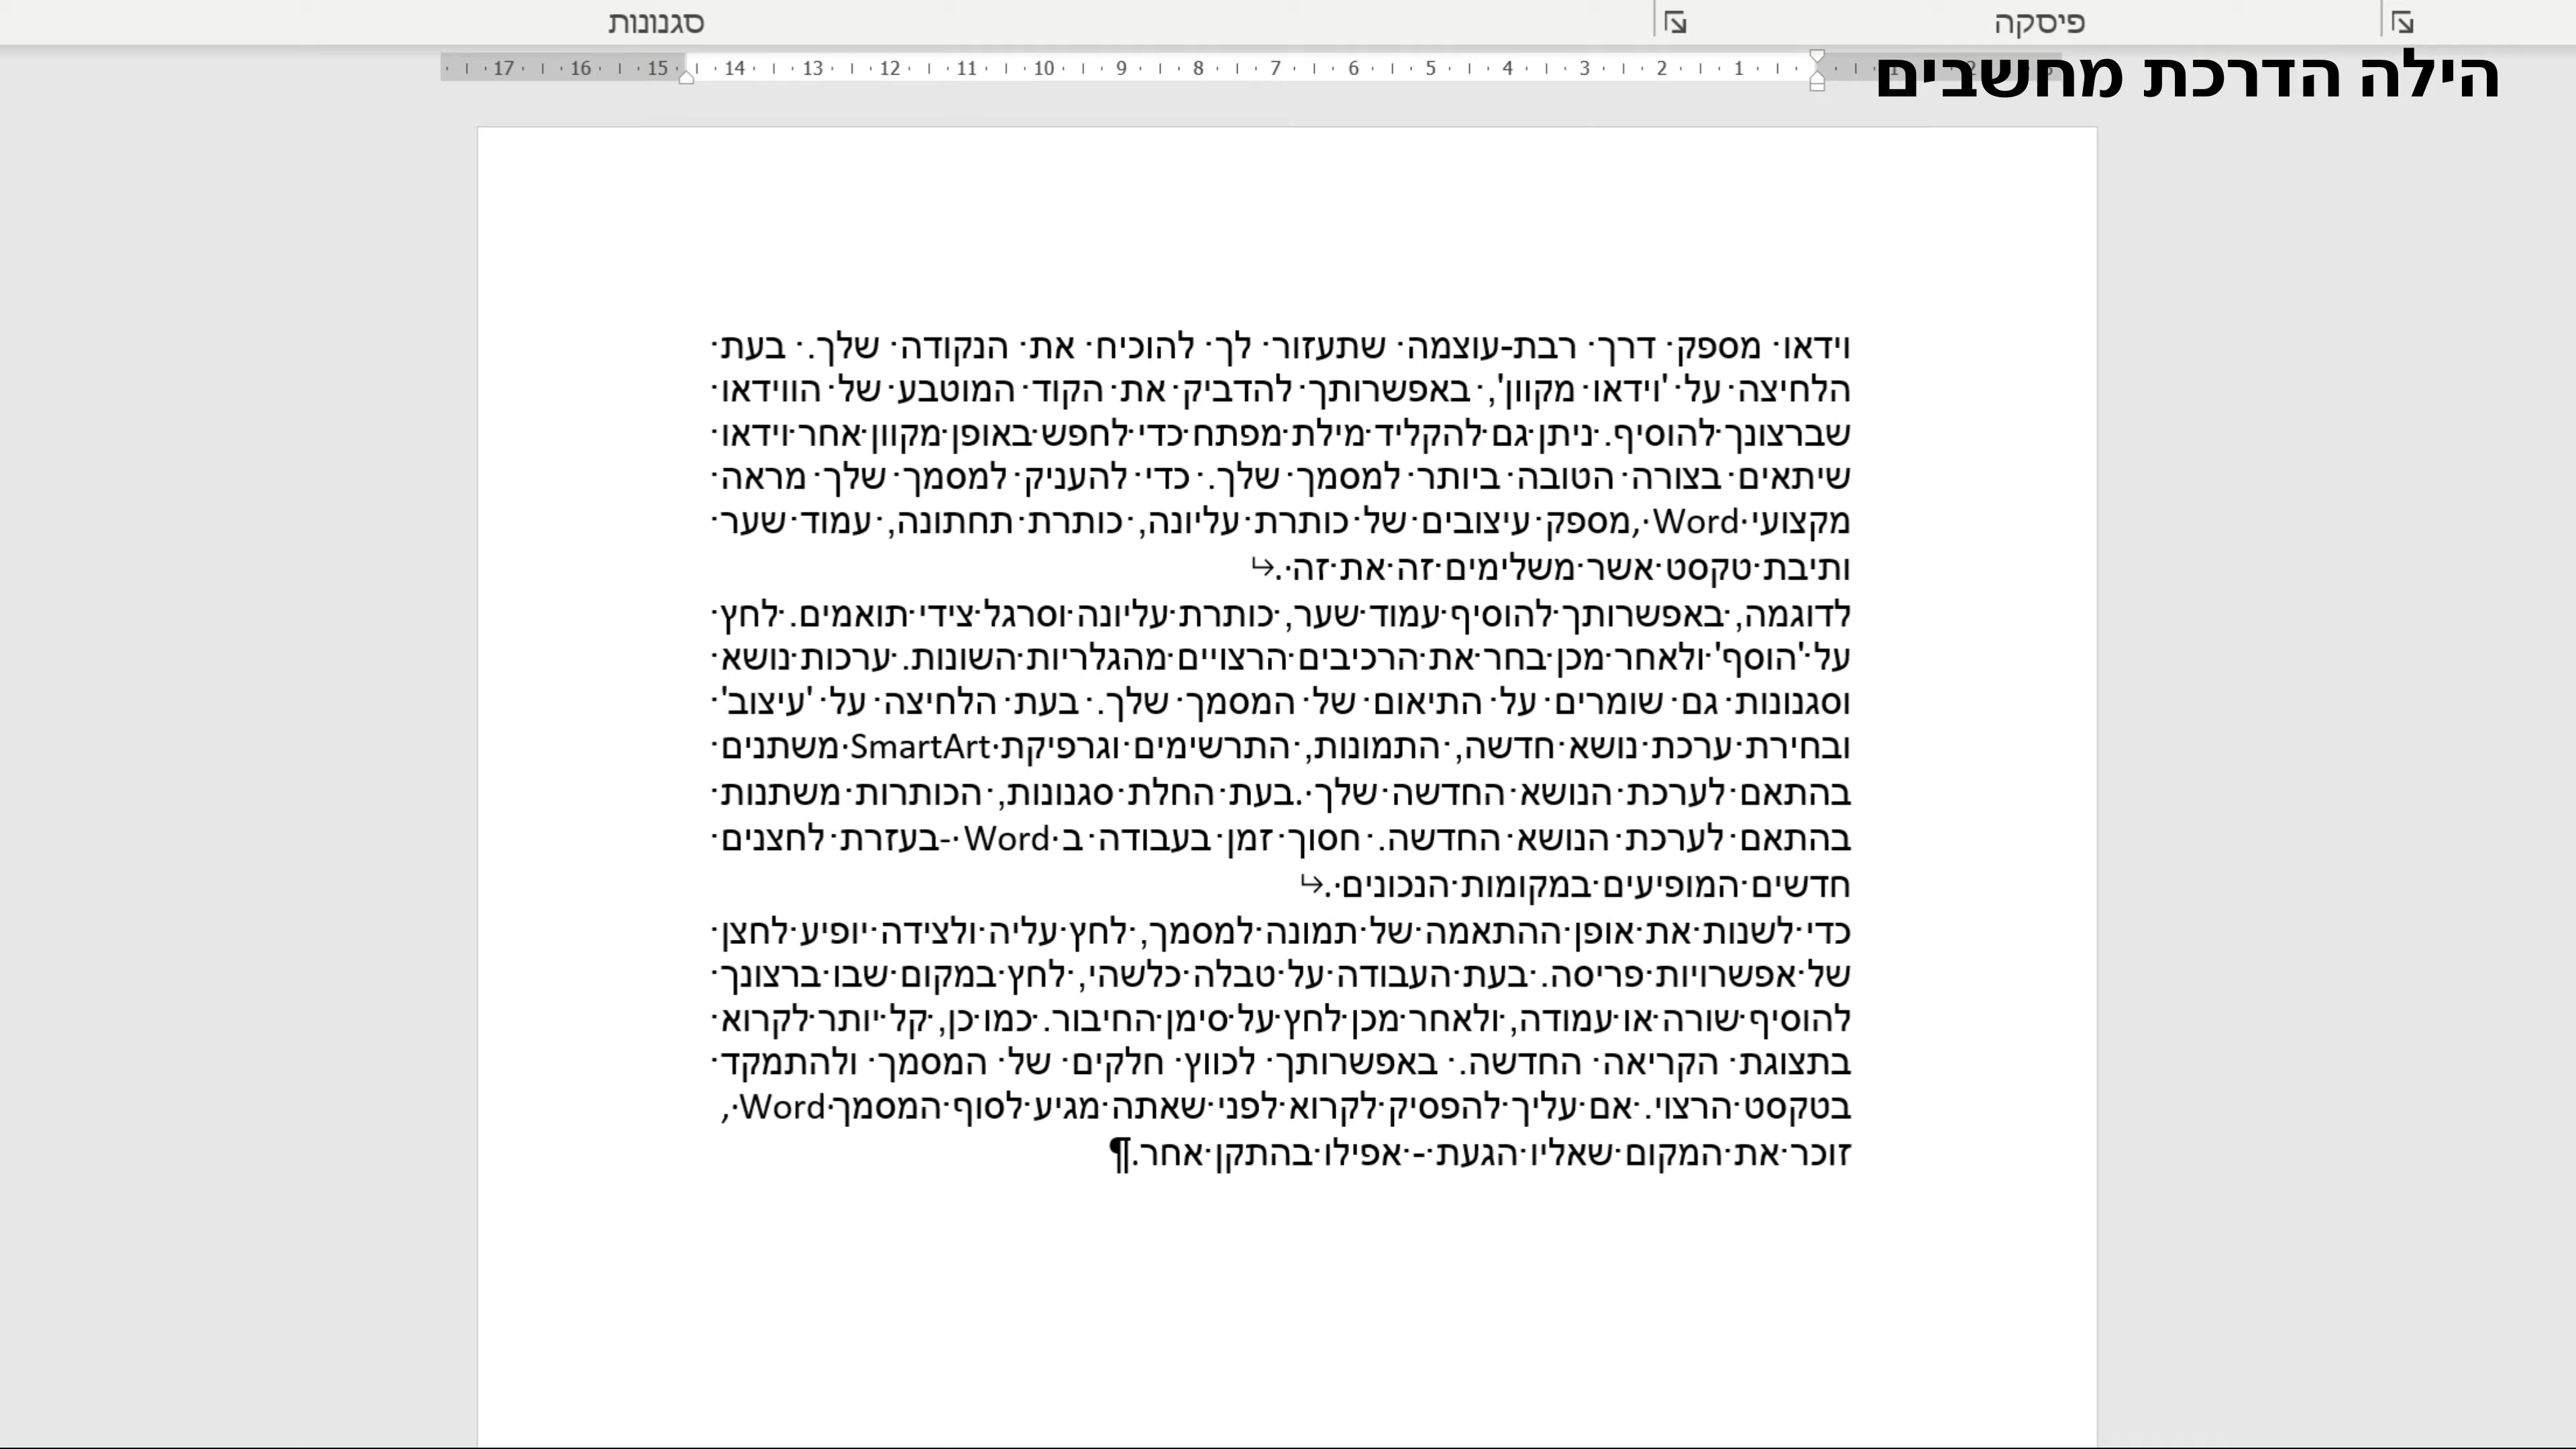 פיסקה
סגנונות
הילה הדרכת מחשבים
1 2 3 4 5 6 7 8 9 10 11 12 13 14 15 16 17
וידאו מספק דרך רבת-עוצמה שתעזור לך להוכיח את הנקודה שלך. בעת
הלחיצה על 'וידאו מקוון', באפשרותך להדביק את הקוד המוטבע של הווידאו
שברצונך להוסיף. ניתן גם להקליד מילת מפתח כדי לחפש באופן מקוון אחר וידאו
שיתאים בצורה הטובה ביותר למסמך שלך. כדי להעניק למסמך שלך מראה
מקצועי Word ,מספק עיצובים של כותרת עליונה, כותרת תחתונה, עמוד שער
ותיבת טקסט אשר משלימים זה את זה .↵
לדוגמה, באפשרותך להוסיף עמוד שער, כותרת עליונה וסרגל צידי תואמים. לחץ
על 'הוסף' ולאחר מכן בחר את הרכיבים הרצויים מהגלריות השונות. ערכות נושא
וסגנונות גם שומרים על התיאום של המסמך שלך. בעת הלחיצה על 'עיצוב'
ובחירת ערכת נושא חדשה, התמונות, התרשימים וגרפיקת SmartArt משתנים
בהתאם לערכת הנושא החדשה שלך .בעת החלת סגנונות, הכותרות משתנות
בהתאם לערכת הנושא החדשה. חסוך זמן בעבודה ב Word -בעזרת לחצנים
חדשים המופיעים במקומות הנכונים .↵
כדי לשנות את אופן ההתאמה של תמונה למסמך, לחץ עליה ולצידה יופיע לחצן
של אפשרויות פריסה. בעת העבודה על טבלה כלשהי, לחץ במקום שבו ברצונך
להוסיף שורה או עמודה, ולאחר מכן לחץ על סימן החיבור. כמו כן, קל יותר לקרוא
בתצוגת הקריאה החדשה. באפשרותך לכווץ חלקים של המסמך ולהתמקד
בטקסט הרצוי. אם עליך להפסיק לקרוא לפני שאתה מגיע לסוף המסמך Word ,
זוכר את המקום שאליו הגעת - אפילו בהתקן אחר.¶